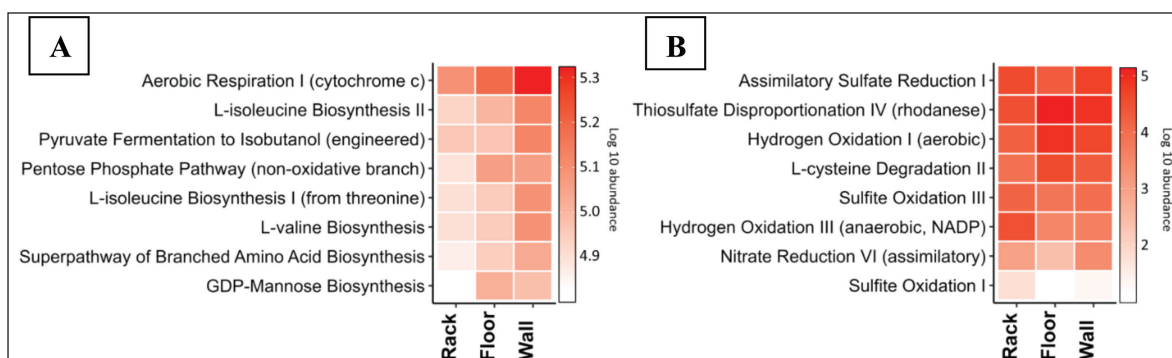 A
Aerobic Respiration I (cytochrome c)
L-isoleucine Biosynthesis II
Pyruvate Fermentation to Isobutanol (engineered)
Pentose Phosphate Pathway (non-oxidative branch)
L-isoleucine Biosynthesis I (from threonine)
L-valine Biosynthesis
Superpathway of Branched Amino Acid Biosynthesis
GDP-Mannose Biosynthesis
Rack
Floor
Wall
5.3
5.2
5.1
5.0
4.9
Log 10 abundance
B
Assimilatory Sulfate Reduction I
Thiosulfate Disproportionation IV (rhodanese)
Hydrogen Oxidation I (aerobic)
L-cysteine Degradation II
Sulfite Oxidation III
Hydrogen Oxidation III (anaerobic, NADP)
Nitrate Reduction VI (assimilatory)
Sulfite Oxidation I
Rack
Floor
Wall
5
4
3
2
Log 10 abundance